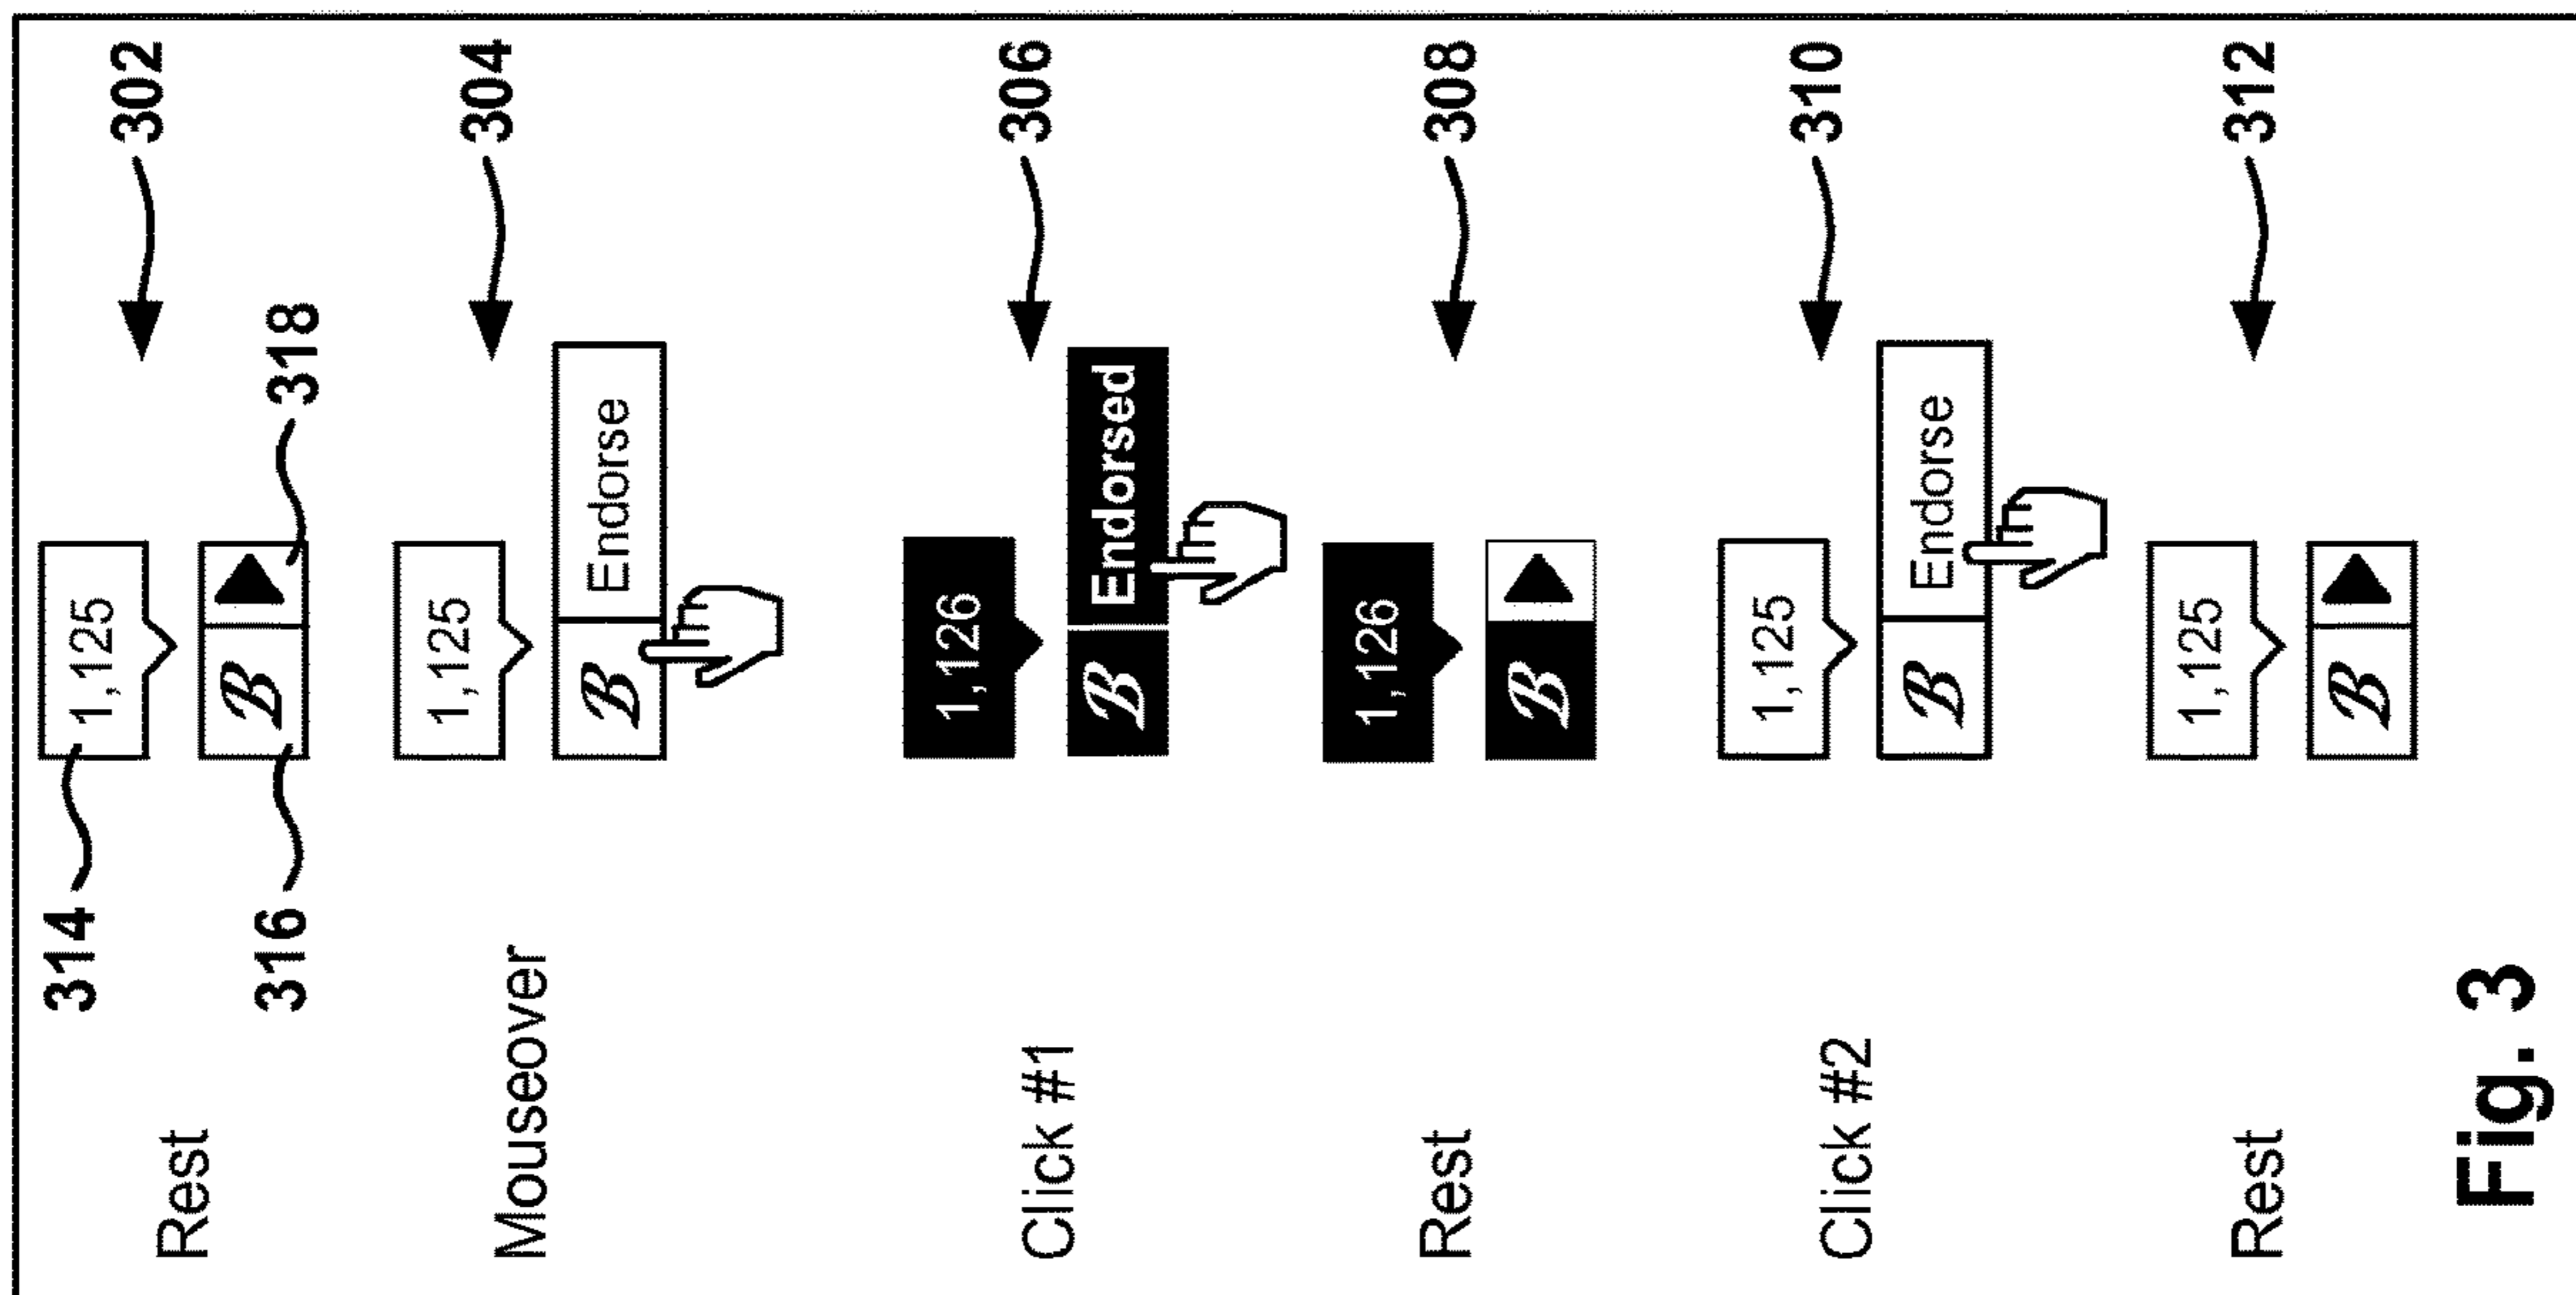 314
1,125
302
Rest
316
B
318
304
Mouseover
1,125
B Endorse
306
Click #1
1,126
B Endorsed
308
Rest
1,126
B
310
Click #2
1,125
B Endorse
312
Rest
1,125
B
Fig. 3